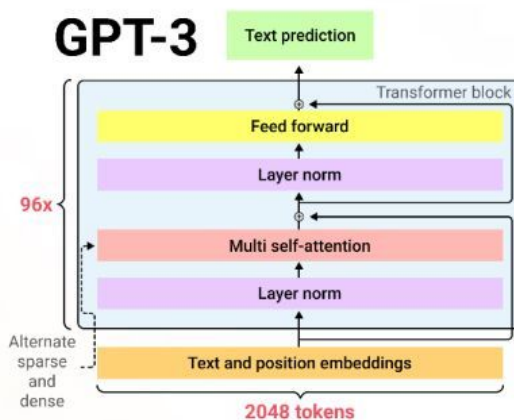 GPT-3
Text prediction
Transformer block
Feed forward
Layer norm
96x
Multi self-attention
Layer norm
Alternate
sparse
and
dense
Text and position embeddings
2048 tokens